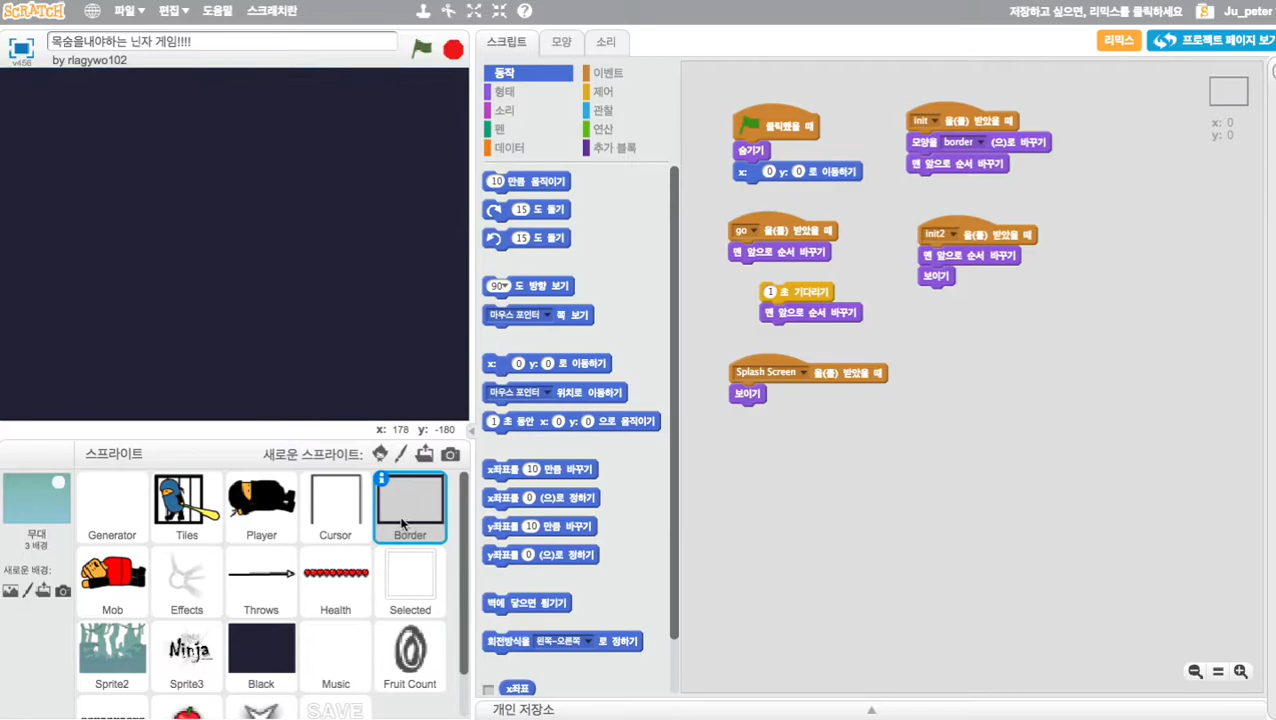 SCRATCH 파일 편집 도움말 스크래치란 저장하고 싶으면, 리믹스를 클릭하세요 Ju_peter
v456 목숨을내야하는 닌자 게임!!!!
by rlagywo102
스크립트 모양 소리 리믹스 프로젝트 페이지 보기
동작 이벤트
형태 제어
소리 관찰
펜 연산
데이터 추가 블록
10 만큼 움직이기
15 도 돌기
15 도 돌기
90 도 방향 보기
마우스 포인터 쪽 보기
x: 0 y: 0 로 이동하기
마우스 포인터 위치로 이동하기
1 초 동안 x: 0 y: 0 으로 움직이기
x좌표를 10 만큼 바꾸기
x좌표를 0 (으)로 정하기
y좌표를 10 만큼 바꾸기
y좌표를 0 (으)로 정하기
벽에 닿으면 튕기기
회전방식을 왼쪽-오른쪽 로 정하기
x좌표
클릭했을 때
숨기기
x: 0 y: 0 로 이동하기
go 을(를) 받았을 때
맨 앞으로 순서 바꾸기
1 초 기다리기
맨 앞으로 순서 바꾸기
Splash Screen 을(를) 받았을 때
보이기
init 을(를) 받았을 때
모양을 border (으)로 바꾸기
맨 앞으로 순서 바꾸기
init2 을(를) 받았을 때
맨 앞으로 순서 바꾸기
보이기
x: 0
y: 0
x: 178 y: -180
스프라이트 새로운 스프라이트:
무대
3 배경
새로운 배경:
Generator Tiles Player Cursor Border
Mob Effects Throws Health Selected
Ninja
Sprite2 Sprite3 Black Music Fruit Count
SAVE
개인 저장소